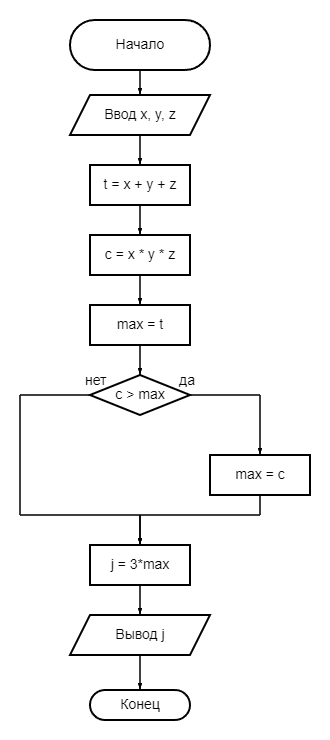 Начало
Ввод x, y, z
t = x + y + z
c = x * y * z
max = t
нет
да
c > max
max = c
j = 3*max
Вывод j
Конец